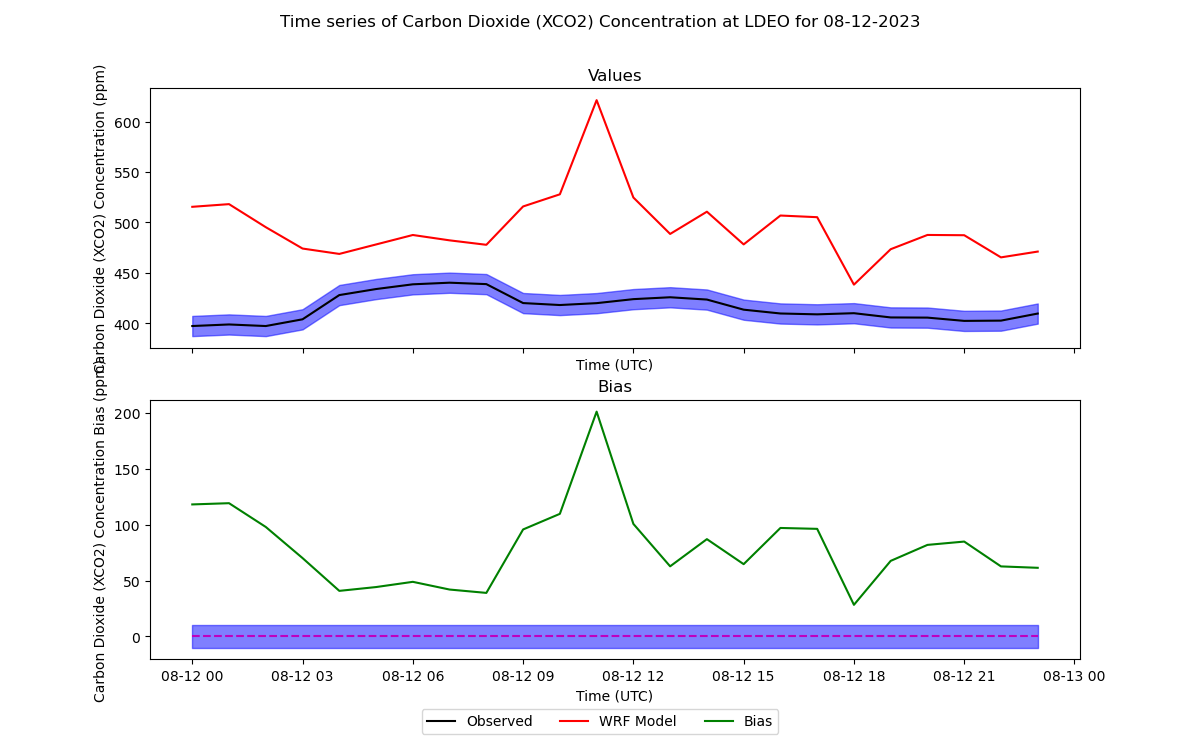 Time series of Carbon Dioxide (XCO2) Concentration at LDEO for 08-12-2023
Values
Carbon Dioxide (XCO2) Concentration (ppm)
600
550
500
450
400
Time (UTC)
Bias
Carbon Dioxide (XCO2) Concentration Bias (ppm)
200
150
100
50
0
08-12 00 08-12 03 08-12 06 08-12 09 08-12 12 08-12 15 08-12 18 08-12 21 08-13 00
Time (UTC)
Observed WRF Model Bias